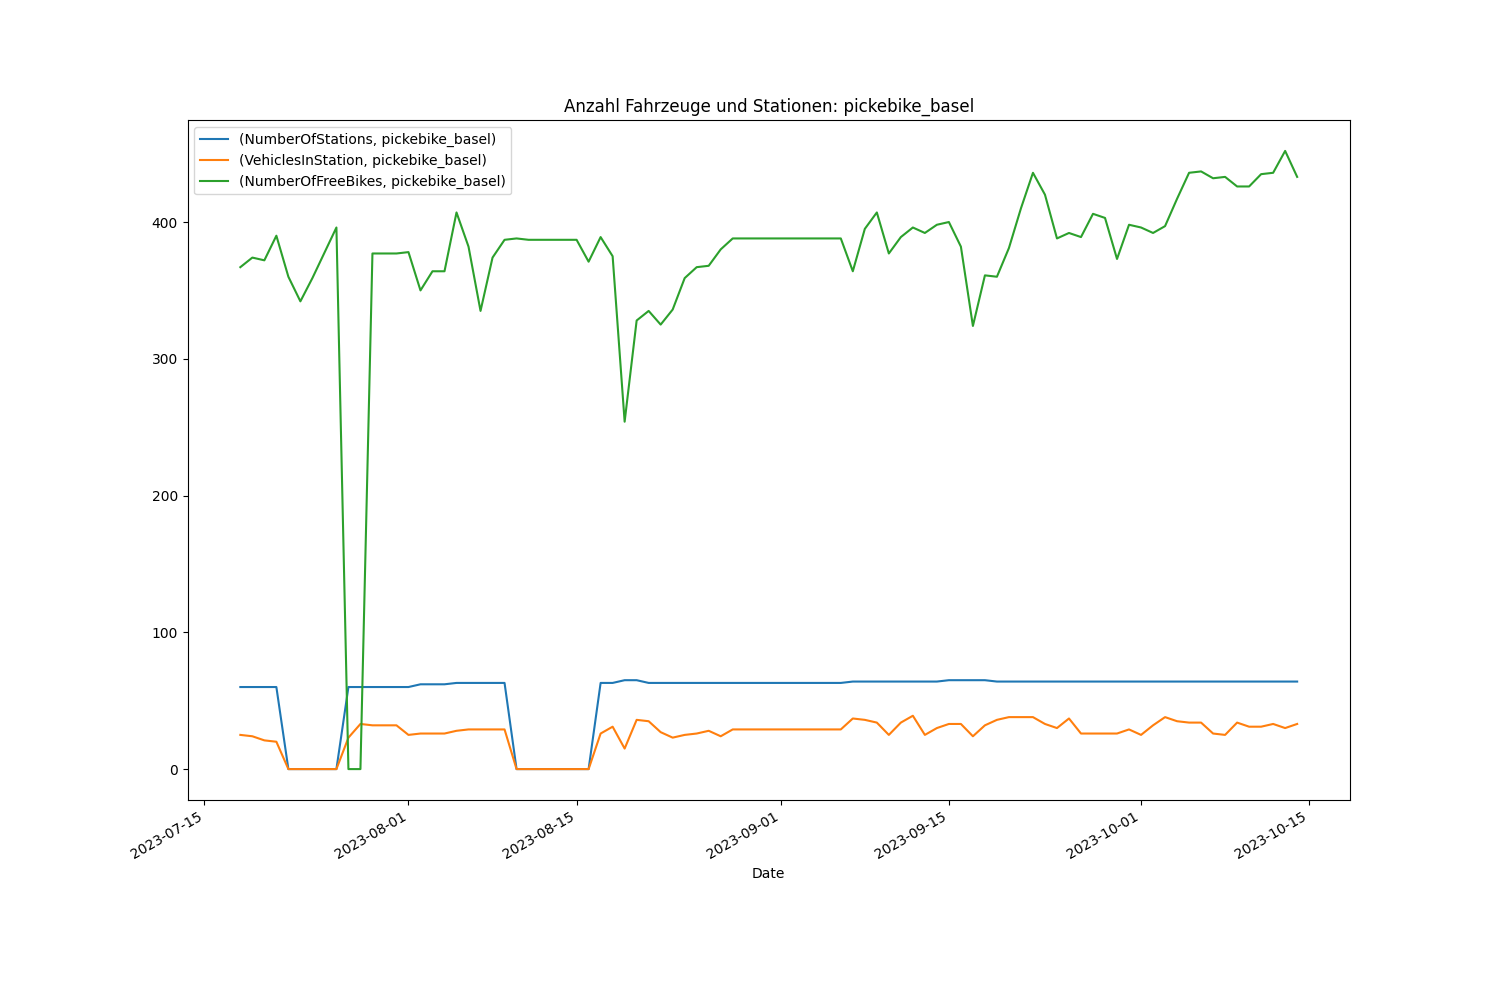 Anzahl Fahrzeuge und Stationen: pickebike_basel
(NumberOfStations, pickebike_basel)
(VehiclesInStation, pickebike_basel)
(NumberOfFreeBikes, pickebike_basel)
400
300
200
100
0
2023-07-15
2023-08-01
2023-08-15
2023-09-01
2023-09-15
2023-10-01
2023-10-15
Date